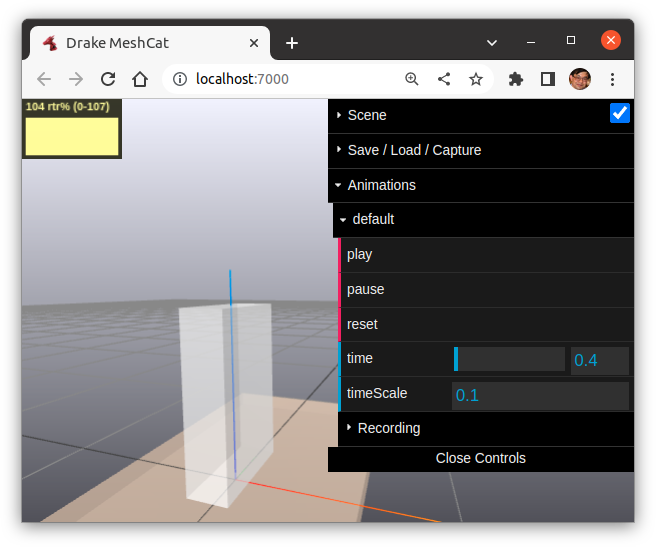 Drake MeshCat
localhost:7000
104 rtr% (0-107)
Scene
Save / Load / Capture
Animations
default
play
pause
reset
time 0.4
timeScale 0.1
Recording
Close Controls